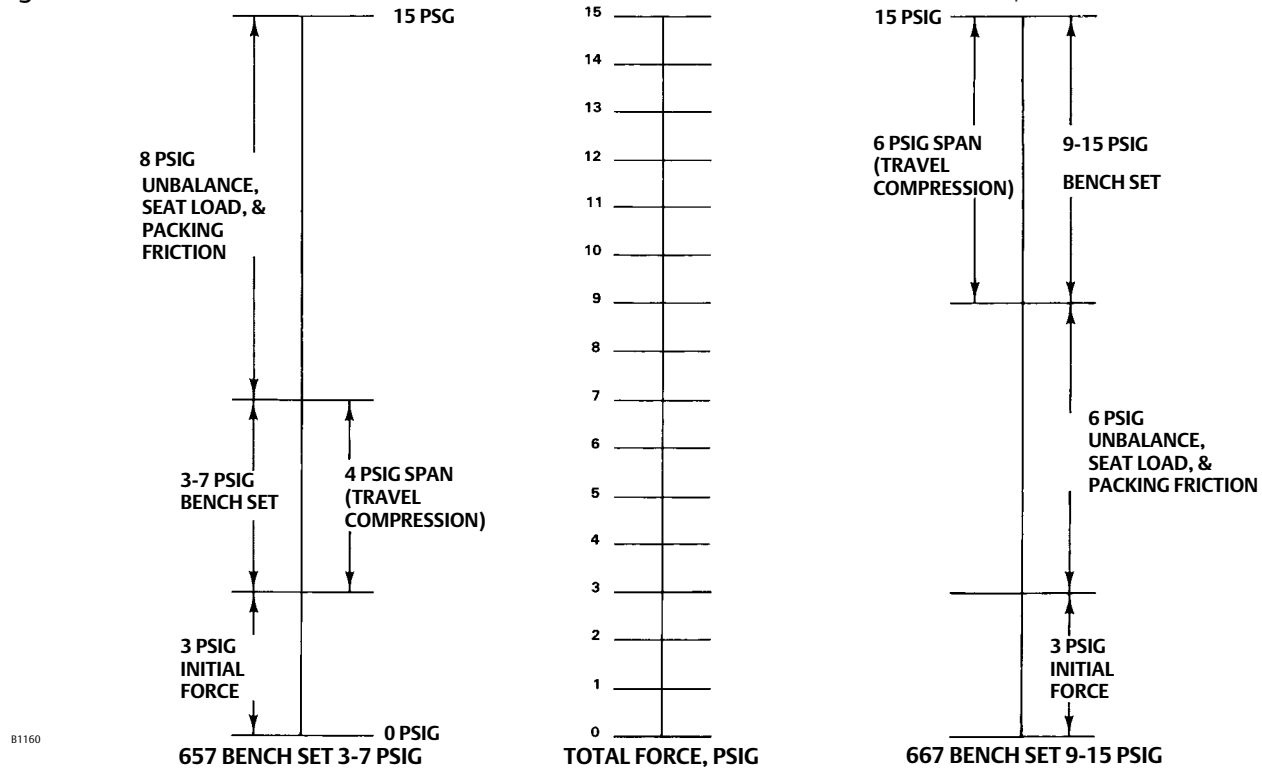 15 PSG
8 PSIG
UNBALANCE,
SEAT LOAD, &
PACKING
FRICTION
3-7 PSIG
BENCH SET
4 PSIG SPAN
(TRAVEL
COMPRESSION)
3 PSIG
INITIAL
FORCE
0 PSIG
657 BENCH SET 3-7 PSIG
15
14
13
12
11
10
9
8
7
6
5
4
3
2
1
0
TOTAL FORCE, PSIG
15 PSIG
6 PSIG SPAN
(TRAVEL
COMPRESSION)
9-15 PSIG
BENCH SET
6 PSIG
UNBALANCE,
SEAT LOAD, &
PACKING FRICTION
3 PSIG
INITIAL
FORCE
667 BENCH SET 9-15 PSIG
B1160